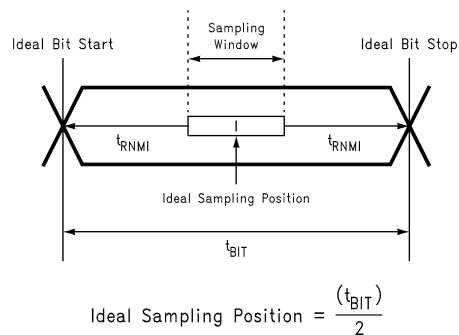 Sampling
Window
Ideal Bit Start
Ideal Bit Stop
tRNMI
tRNMI
Ideal Sampling Position
tBIT
Ideal Sampling Position = (tBIT) / 2